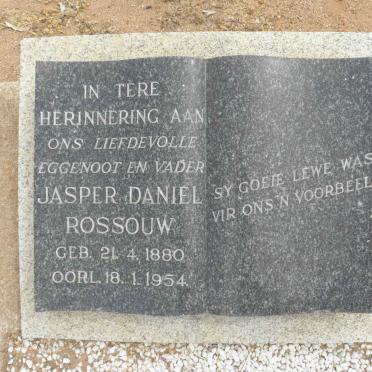 IN TERE
HERINNERING AAN
ONS LIEFDEVOLLE
EGGENOOT EN VADER
JASPER DANIEL
ROSSOUW
GEB. 21. 4. 1880
OORL. 18. 1. 1954.
SY GOEIE LEWE WAS
VIR ONS 'N VOORBEEL